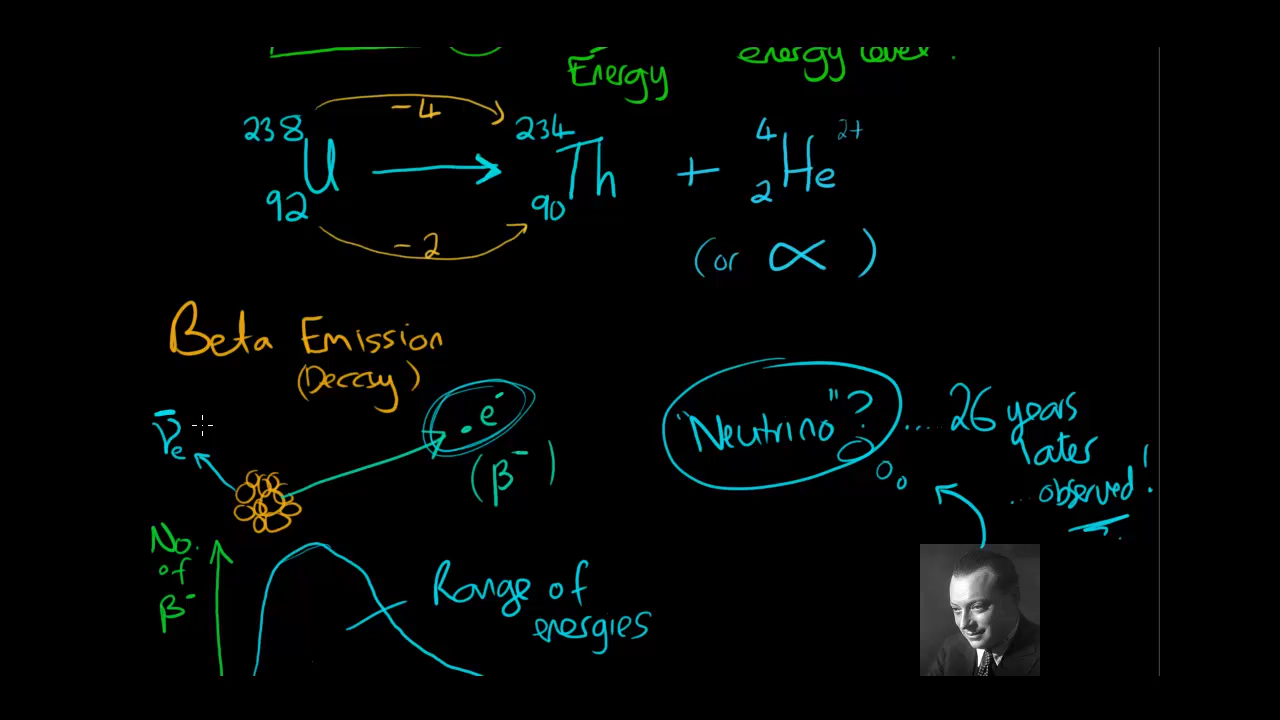 Energy
energy level.
-4
238 U 92 → 234 Th 90 + 4 He 2+ 2
-2
(or ∝ )
Beta Emission
(Decay)
ν̅e
e-
(β-)
"Neutrino"? .... 26 years
later
... observed!
No.
of
β-
Range of
energies